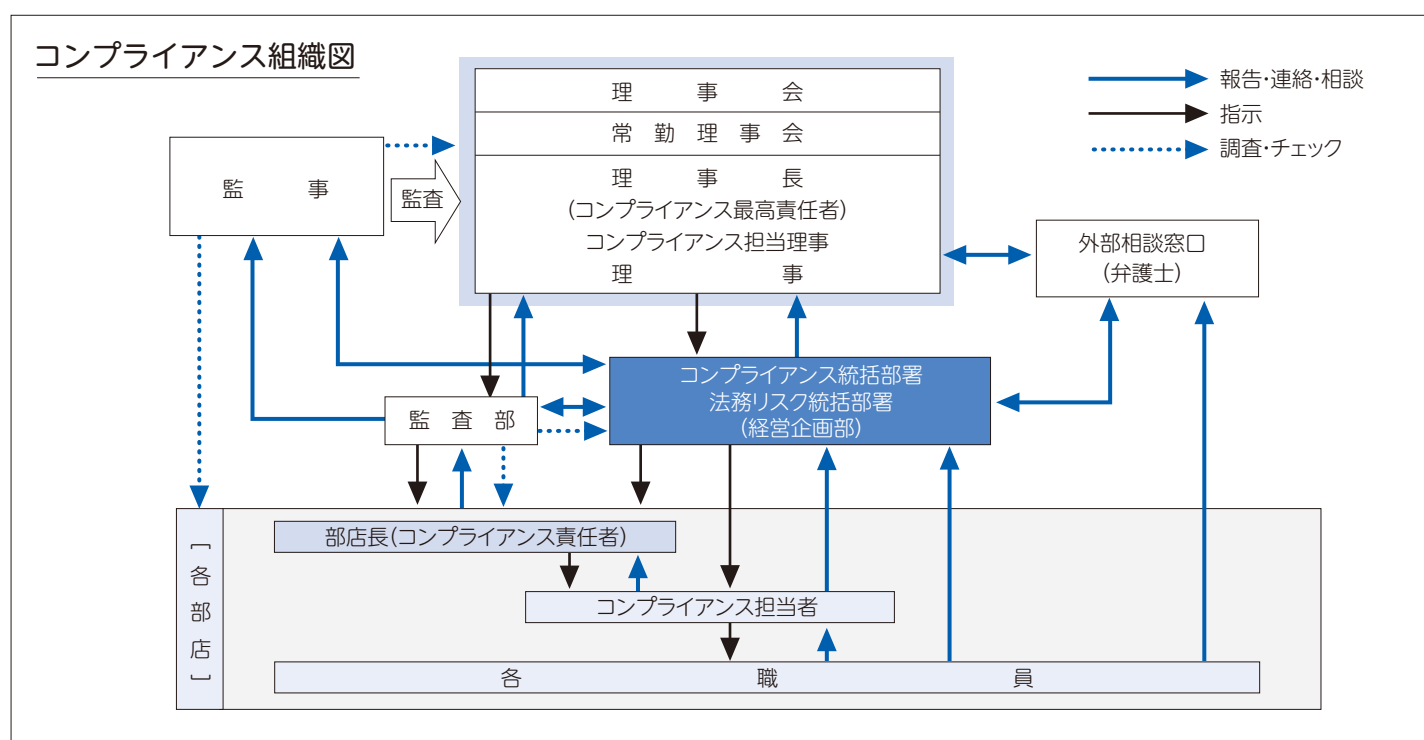 コンプライアンス組織図
報告・連絡・相談
指示
調査・チェック
理事会
常勤理事会
理事長
(コンプライアンス最高責任者)
コンプライアンス担当理事
理事
監事
監査
外部相談窓口
(弁護士)
コンプライアンス統括部署
法務リスク統括部署
(経営企画部)
監査部
[各部店]
部店長(コンプライアンス責任者)
コンプライアンス担当者
各職員